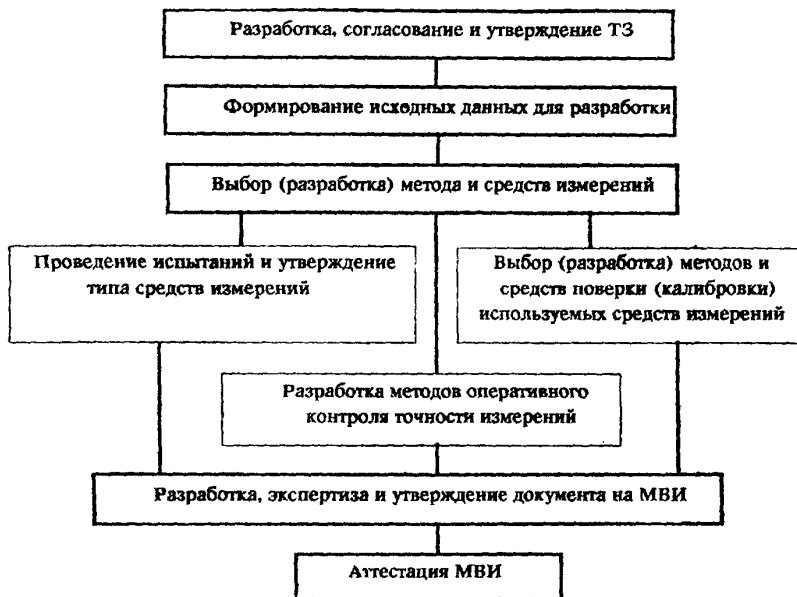 Разработка, согласование и утверждение ТЗ
Формирование исходных данных для разработки
Выбор (разработка) метода и средств измерений
Проведение испытаний и утверждение
типа средств измерений
Выбор (разработка) методов и
средств поверки (калибровки)
используемых средств измерений
Разработка методов оперативного
контроля точности измерений
Разработка, экспертиза и утверждение документа на МВИ
Аттестация МВИ